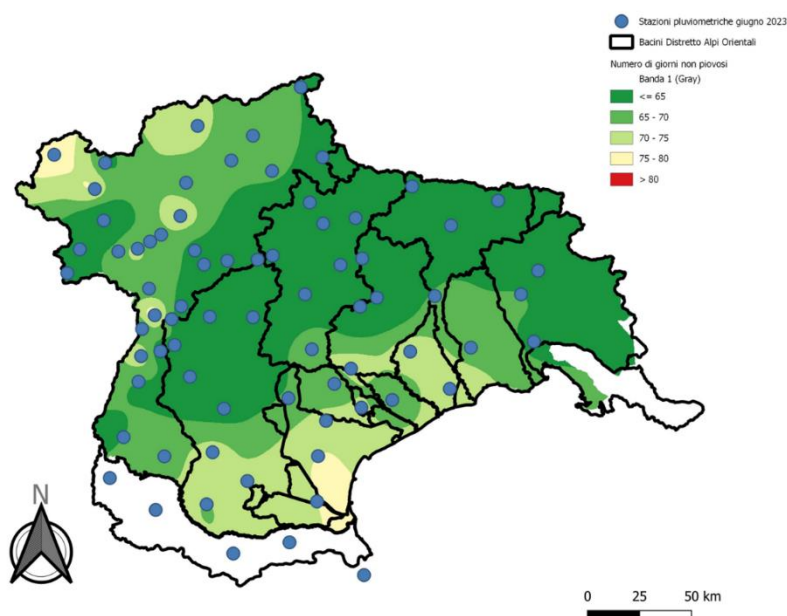 Stazioni pluviometriche giugno 2023
Bacini Distretto Alpi Orientali
Numero di giorni non piovosi
Banda 1 (Gray)
<= 65
65 - 70
70 - 75
75 - 80
> 80
N
0 25 50 km